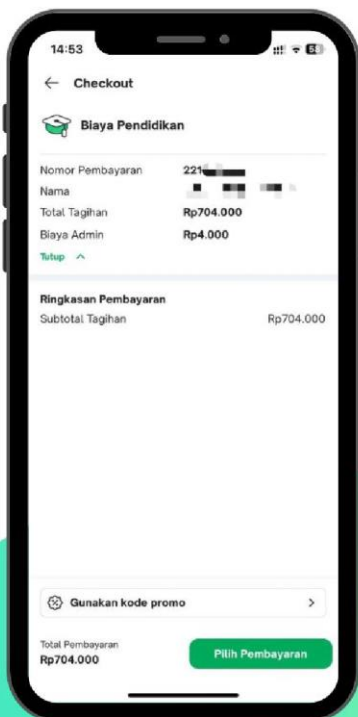 14:53
Checkout
Biaya Pendidikan
Nomor Pembayaran 221
Nama
Total Tagihan Rp704.000
Biaya Admin Rp4.000
Tutup
Ringkasan Pembayaran
Subtotal Tagihan Rp704.000
Gunakan kode promo
Total Pembayaran
Rp704.000
Pilih Pembayaran